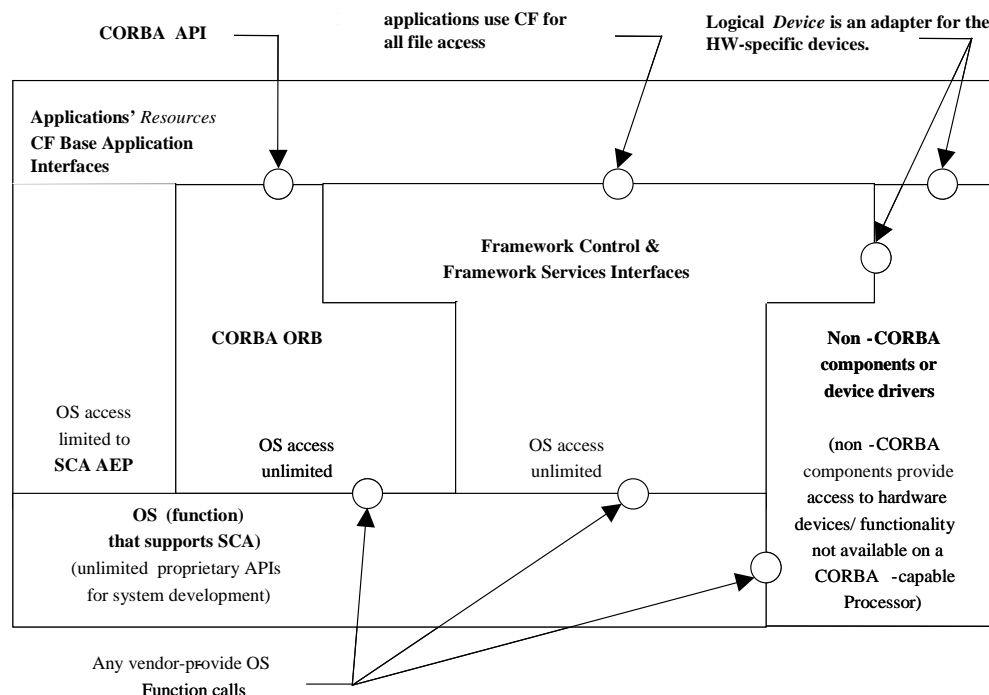 CORBA API
applications use CF for
all file access
Logical Device is an adapter for the
HW-specific devices.
Applications' Resources
CF Base Application
Interfaces
Framework Control &
Framework Services Interfaces
CORBA ORB
Non -CORBA
components or
device drivers
OS access
limited to
SCA AEP
OS access
unlimited
OS access
unlimited
(non -CORBA
components provide
access to hardware
devices/ functionality
not available on a
CORBA -capable
Processor)
OS (function)
that supports SCA)
(unlimited proprietary APIs
for system development)
Any vendor-provide OS
Function calls